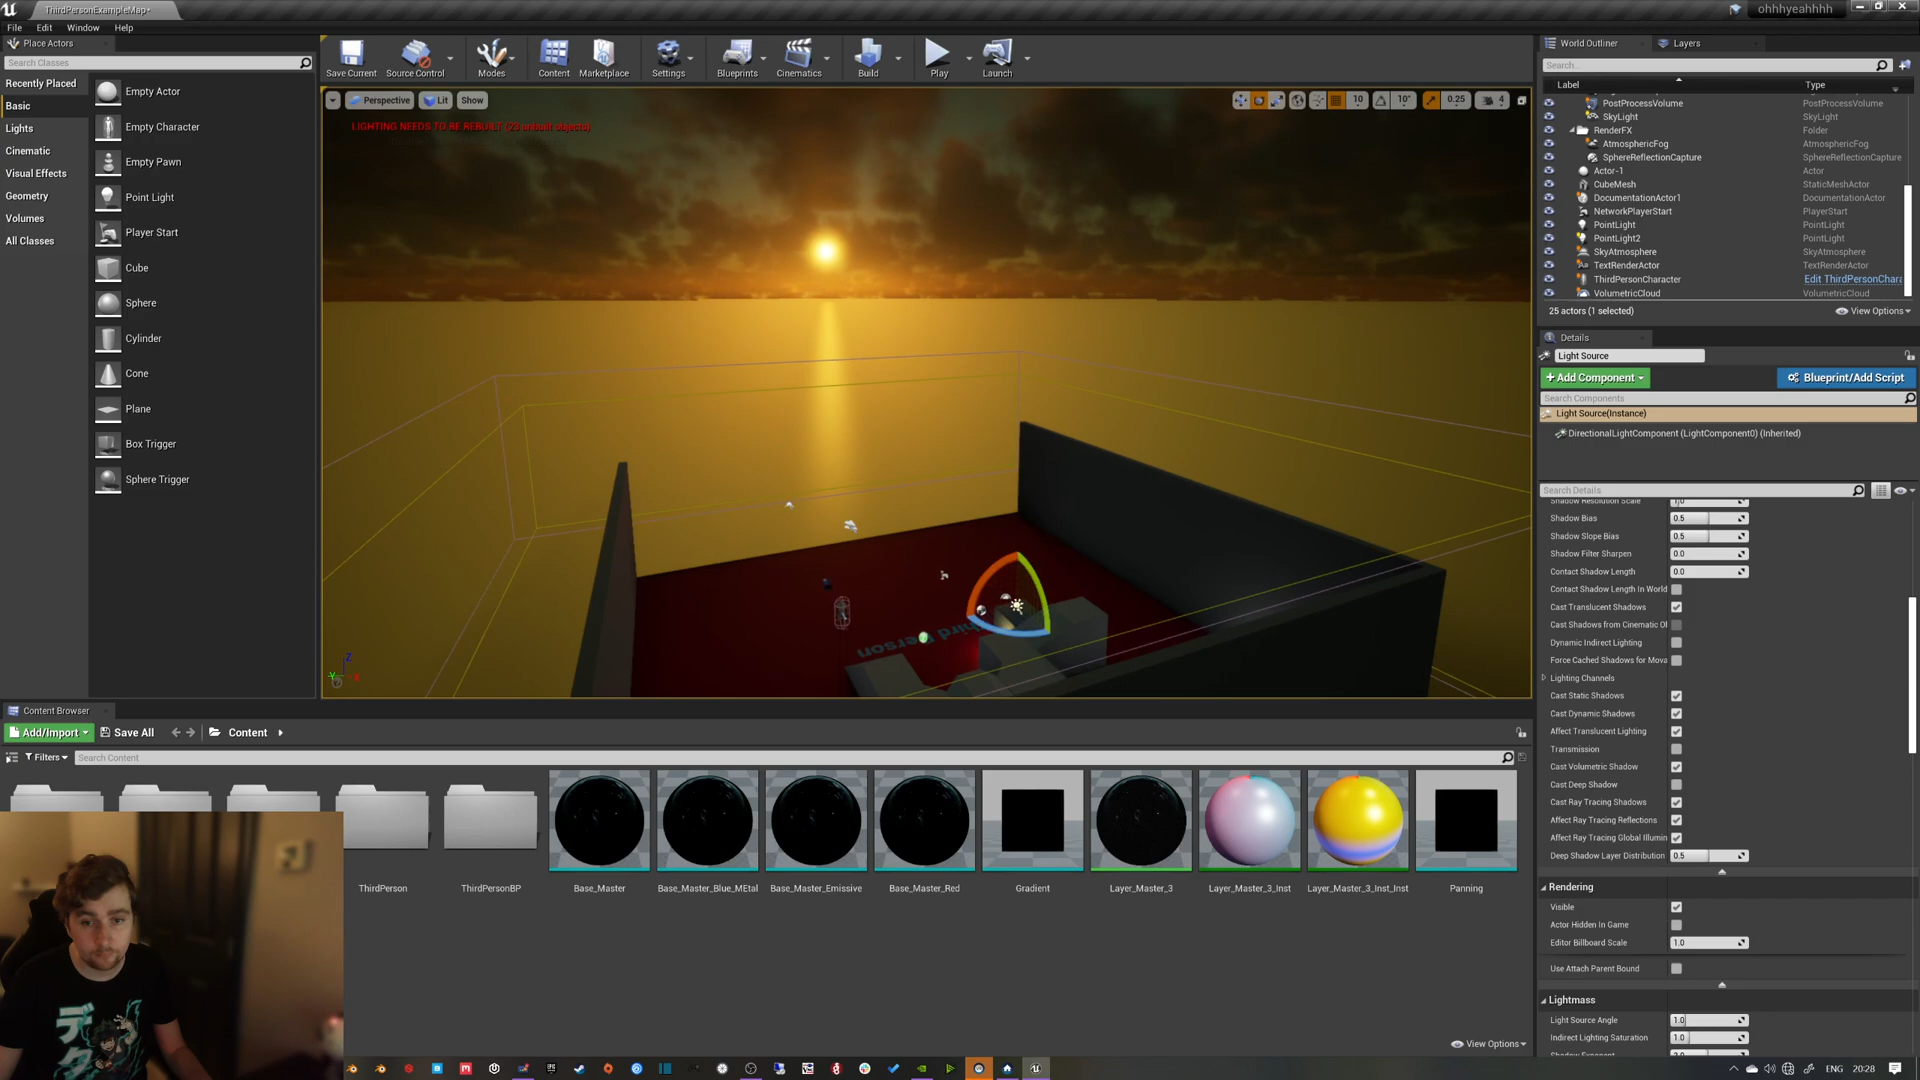 ThirdPersonExampleMap*
ohhhyeahhhh
File Edit Window Help
Place Actors
Search Classes
Recently Placed
Basic
Lights
Cinematic
Visual Effects
Geometry
Volumes
All Classes
Empty Actor
Empty Character
Empty Pawn
Point Light
Player Start
Cube
Sphere
Cylinder
Cone
Plane
Box Trigger
Sphere Trigger
Save Current Source Control Modes Content Marketplace Settings Blueprints Cinematics Build Play Launch
Perspective Lit Show
10 10° 0.25 4
LIGHTING NEEDS TO BE REBUILT (23 unbuilt objects)
Third Person
World Outliner Layers
Search...
Label Type
PostProcessVolume PostProcessVolume
SkyLight SkyLight
RenderFX Folder
AtmosphericFog AtmosphericFog
SphereReflectionCapture SphereReflectionCapture
Actor-1 Actor
CubeMesh StaticMeshActor
DocumentationActor1 DocumentationActor
NetworkPlayerStart PlayerStart
PointLight PointLight
PointLight2 PointLight
SkyAtmosphere SkyAtmosphere
TextRenderActor TextRenderActor
ThirdPersonCharacter Edit ThirdPersonChara
VolumetricCloud VolumetricCloud
25 actors (1 selected) View Options
Details
Light Source
+ Add Component Blueprint/Add Script
Search Components
Light Source(Instance)
DirectionalLightComponent (LightComponent0) (Inherited)
Search Details
Shadow Resolution Scale 1.0
Shadow Bias 0.5
Shadow Slope Bias 0.5
Shadow Filter Sharpen 0.0
Contact Shadow Length 0.0
Contact Shadow Length In World
Cast Translucent Shadows
Cast Shadows from Cinematic Ol
Dynamic Indirect Lighting
Force Cached Shadows for Mova
Lighting Channels
Cast Static Shadows
Cast Dynamic Shadows
Affect Translucent Lighting
Transmission
Cast Volumetric Shadow
Cast Deep Shadow
Cast Ray Tracing Shadows
Affect Ray Tracing Reflections
Affect Ray Tracing Global Illumin
Deep Shadow Layer Distribution 0.5
Rendering
Visible
Actor Hidden In Game
Editor Billboard Scale 1.0
Use Attach Parent Bound
Lightmass
Light Source Angle 1.0
Indirect Lighting Saturation 1.0
Shadow Exponent 2.0
Content Browser
Add/Import Save All Content
Filters Search Content
ThirdPerson ThirdPersonBP Base_Master Base_Master_Blue_MEtal Base_Master_Emissive Base_Master_Red Gradient Layer_Master_3 Layer_Master_3_Inst Layer_Master_3_Inst_Inst Panning
View Options
デク
ENG 20:28